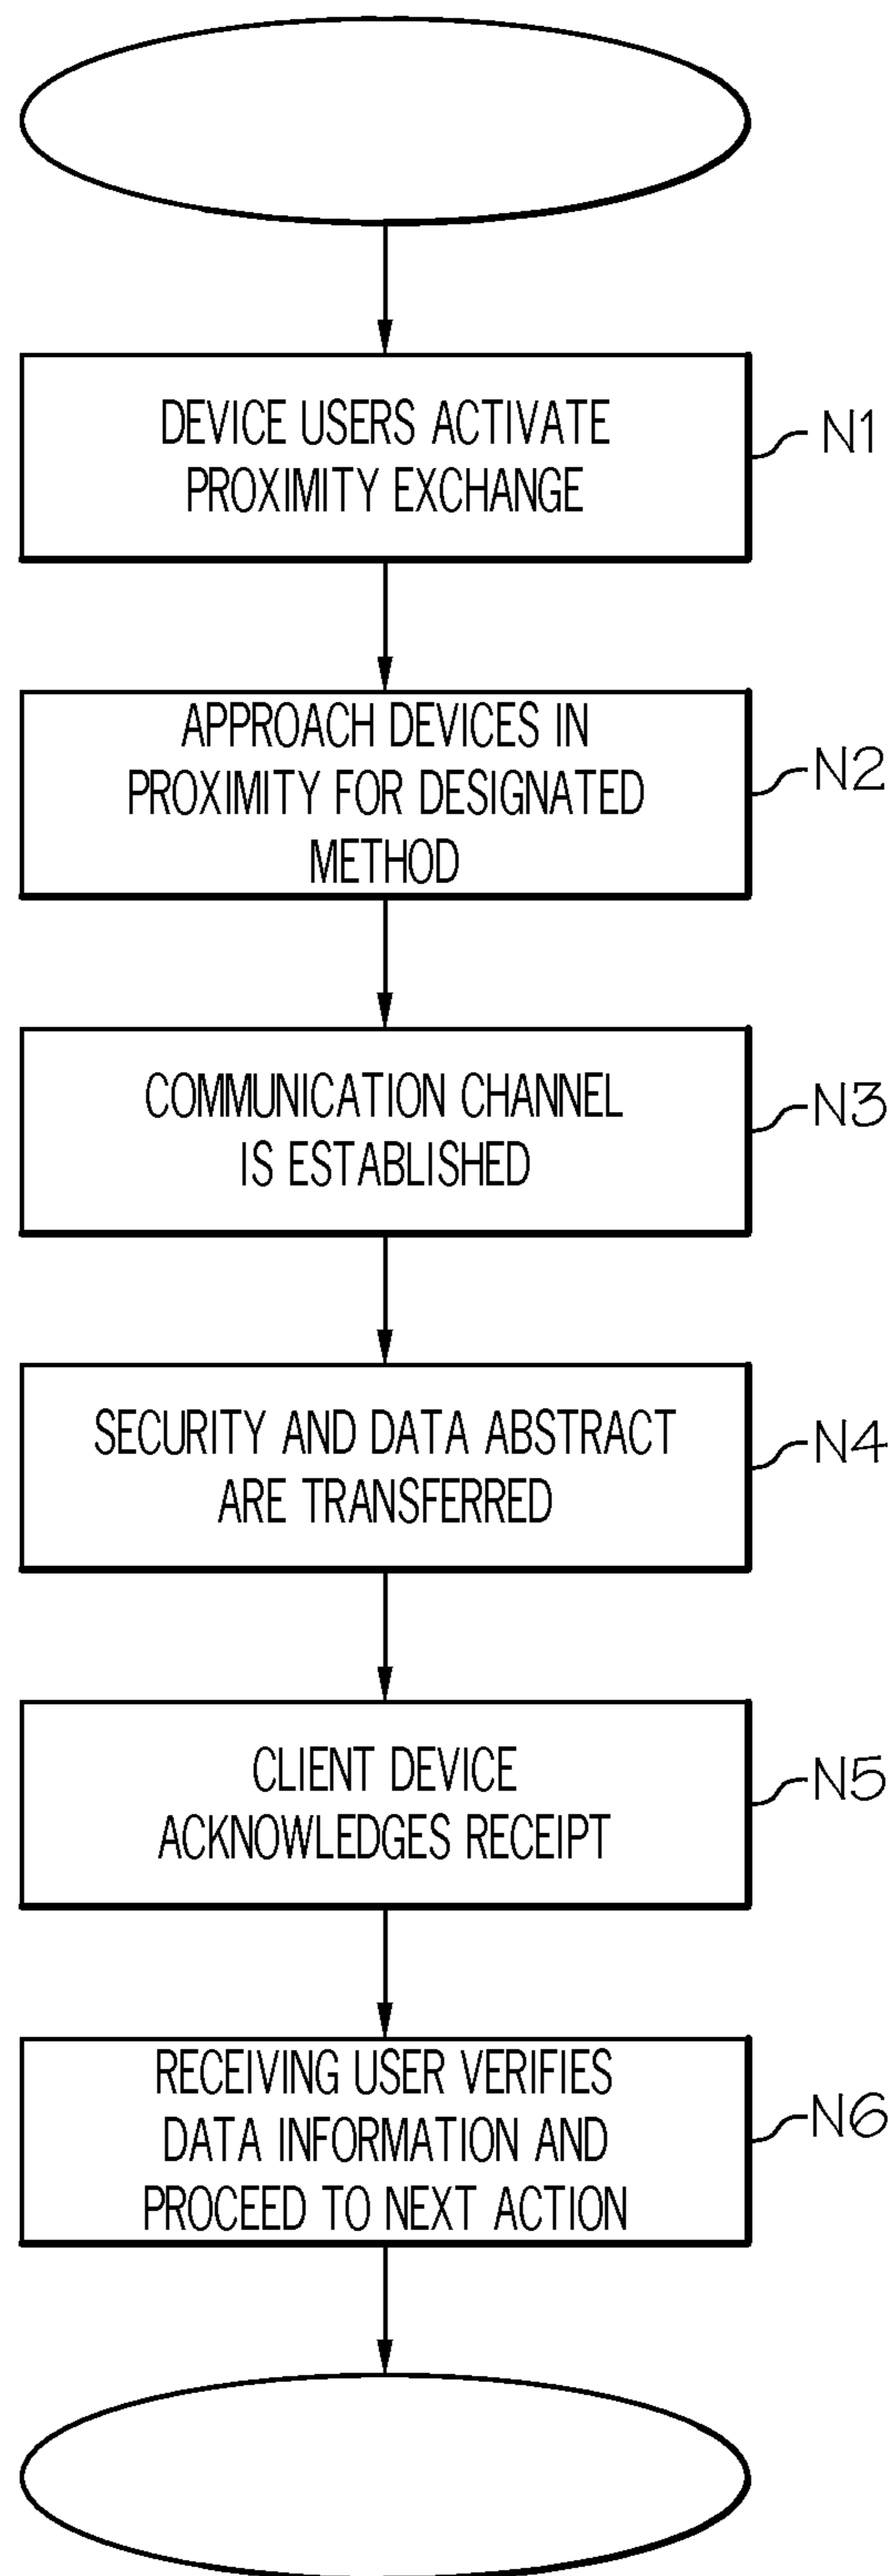 DEVICE USERS ACTIVATE
PROXIMITY EXCHANGE
N1
APPROACH DEVICES IN
PROXIMITY FOR DESIGNATED
METHOD
N2
COMMUNICATION CHANNEL
IS ESTABLISHED
N3
SECURITY AND DATA ABSTRACT
ARE TRANSFERRED
N4
CLIENT DEVICE
ACKNOWLEDGES RECEIPT
N5
RECEIVING USER VERIFIES
DATA INFORMATION AND
PROCEED TO NEXT ACTION
N6